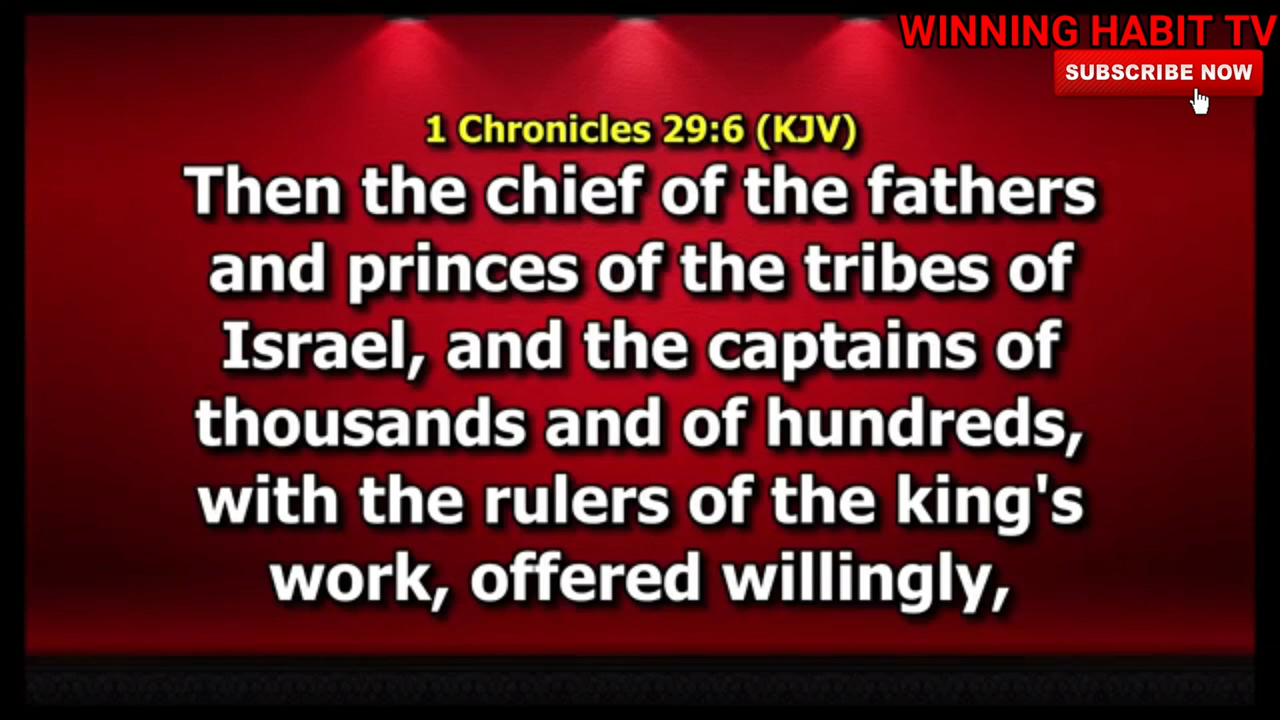 WINNING HABIT TV
SUBSCRIBE NOW
1 Chronicles 29:6 (KJV)
Then the chief of the fathers
and princes of the tribes of
Israel, and the captains of
thousands and of hundreds,
with the rulers of the king's
work, offered willingly,